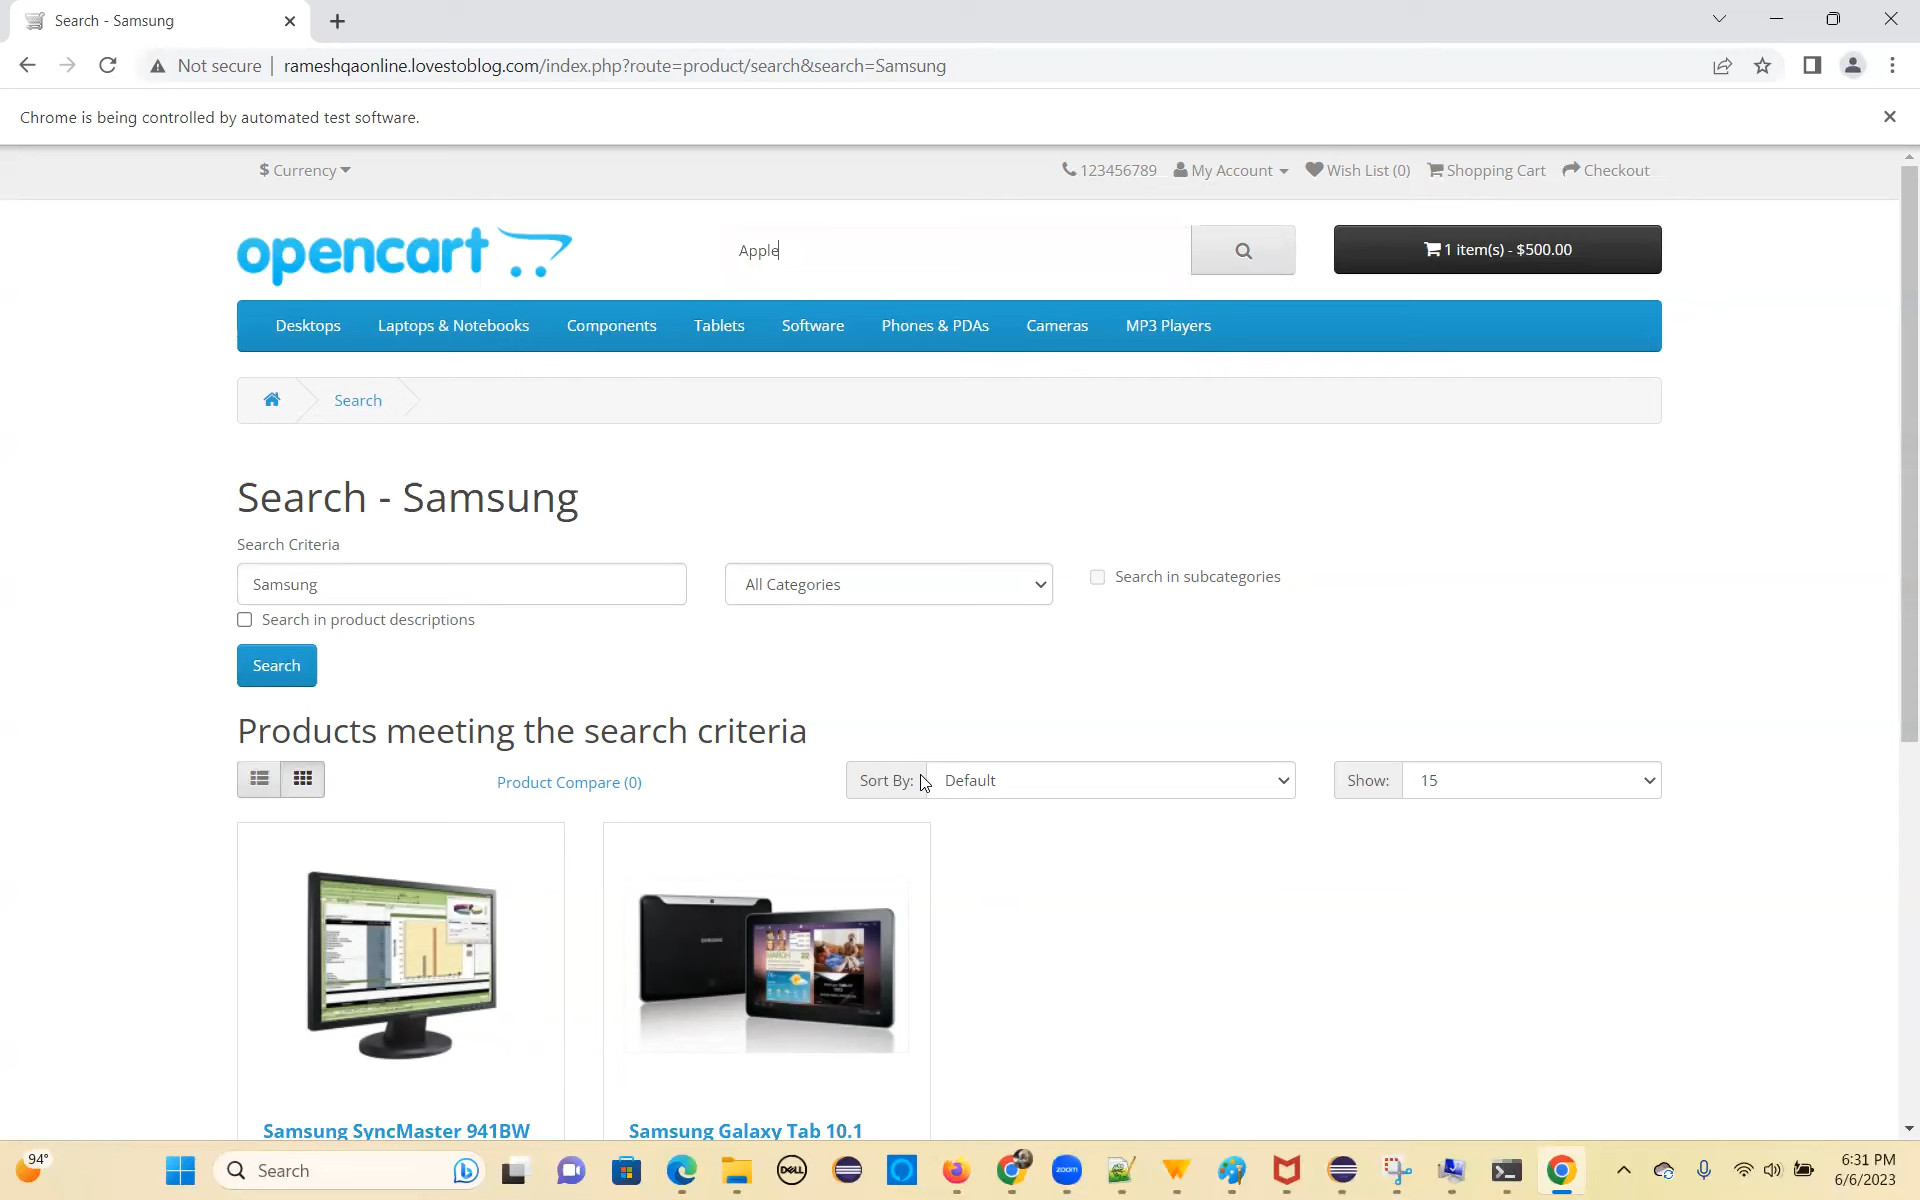 Search - Samsung
Not secure
rameshqaonline.lovestoblog.com/index.php?route=product/search&search=Samsung
Chrome is being controlled by automated test software.
$ Currency
123456789
My Account
Wish List (0)
Shopping Cart
Checkout
opencart
Apple
1 item(s) - $500.00
Desktops
Laptops & Notebooks
Components
Tablets
Software
Phones & PDAs
Cameras
MP3 Players
Search
Search - Samsung
Search Criteria
Samsung
All Categories
Search in subcategories
Search in product descriptions
Search
Products meeting the search criteria
Product Compare (0)
Sort By:
Default
Show:
15
SAMSUNG
Samsung SyncMaster 941BW
Samsung Galaxy Tab 10.1
94°
Search
DELL
zoom
6:31 PM
6/6/2023